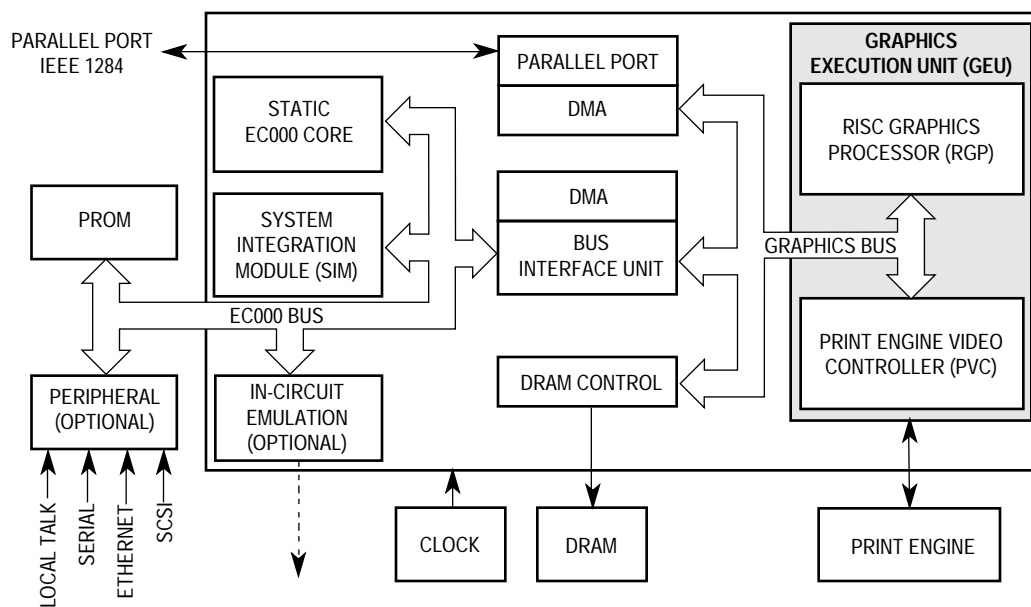 PARALLEL PORT
IEEE 1284
PARALLEL PORT
DMA
GRAPHICS
EXECUTION UNIT (GEU)
STATIC
EC000 CORE
RISC GRAPHICS
PROCESSOR (RGP)
PROM
SYSTEM
INTEGRATION
MODULE (SIM)
DMA
BUS
INTERFACE UNIT
GRAPHICS BUS
EC000 BUS
PRINT ENGINE VIDEO
CONTROLLER (PVC)
PERIPHERAL
(OPTIONAL)
IN-CIRCUIT
EMULATION
(OPTIONAL)
DRAM CONTROL
LOCAL TALK
SERIAL
ETHERNET
SCSI
CLOCK
DRAM
PRINT ENGINE